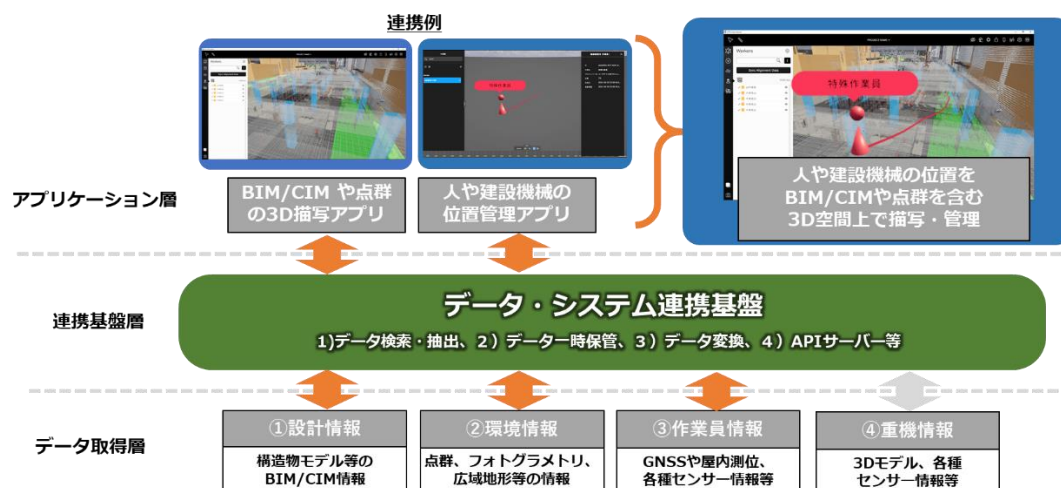 連携例
Workers
特殊作業員
特殊作業員
アプリケーション層
BIM/CIM や点群
の3D描写アプリ
人や建設機械の
位置管理アプリ
人や建設機械の位置を
BIM/CIMや点群を含む
3D空間上で描写・管理
連携基盤層
データ・システム連携基盤
1)データ検索・抽出、2）データ一時保管、3）データ変換、4）APIサーバー等
データ取得層
①設計情報
構造物モデル等の
BIM/CIM情報
②環境情報
点群、フォトグラメトリ、
広域地形等の情報
③作業員情報
GNSSや屋内測位、
各種センサー情報等
④重機情報
3Dモデル、各種
センサー情報等